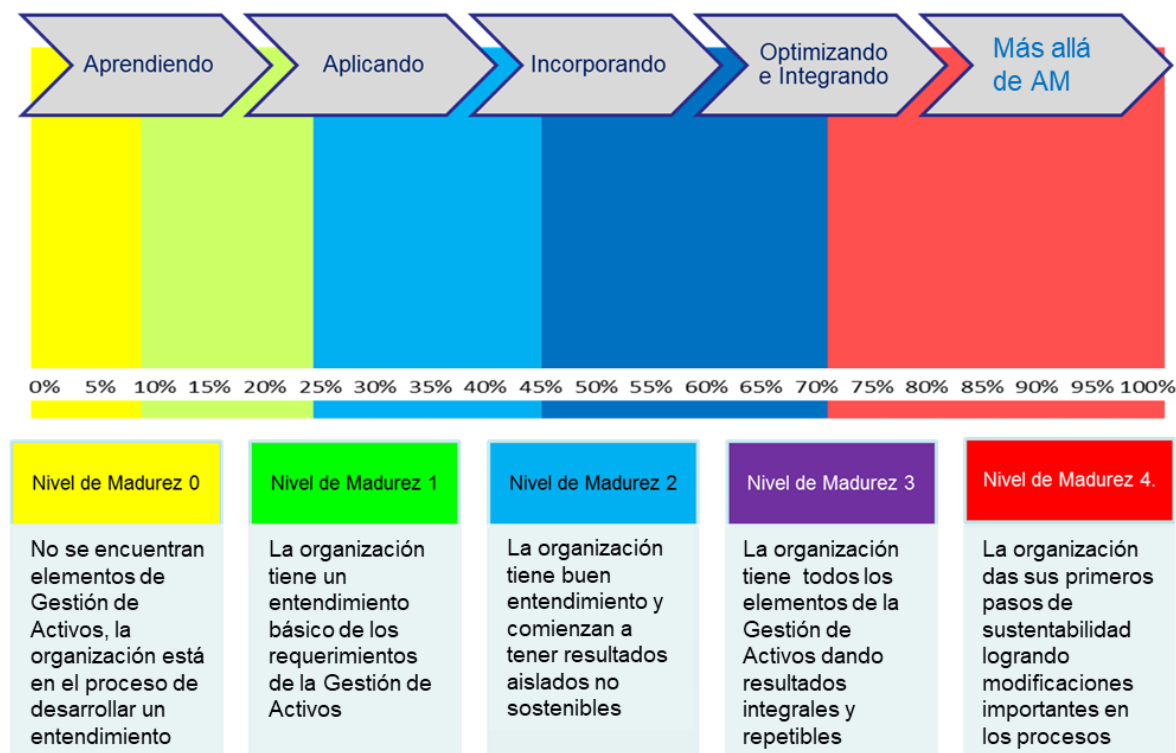 Aprendiendo
Aplicando
Incorporando
Optimizando
e Integrando
Más allá
de AM
0% 5% 10% 15% 20% 25% 30% 35% 40% 45% 50% 55% 60% 65% 70% 75% 80% 85% 90% 95% 100%
Nivel de Madurez 0
No se encuentran
elementos de
Gestión de
Activos, la
organización está
en el proceso de
desarrollar un
entendimiento
Nivel de Madurez 1
La organización
tiene un
entendimiento
básico de los
requerimientos
de la Gestión de
Activos
Nivel de Madurez 2
La organización
tiene buen
entendimiento y
comienzan a
tener resultados
aislados no
sostenibles
Nivel de Madurez 3
La organización
tiene todos los
elementos de la
Gestión de
Activos dando
resultados
integrales y
repetibles
Nivel de Madurez 4.
La organización
das sus primeros
pasos de
sustentabilidad
logrando
modificaciones
importantes en
los procesos